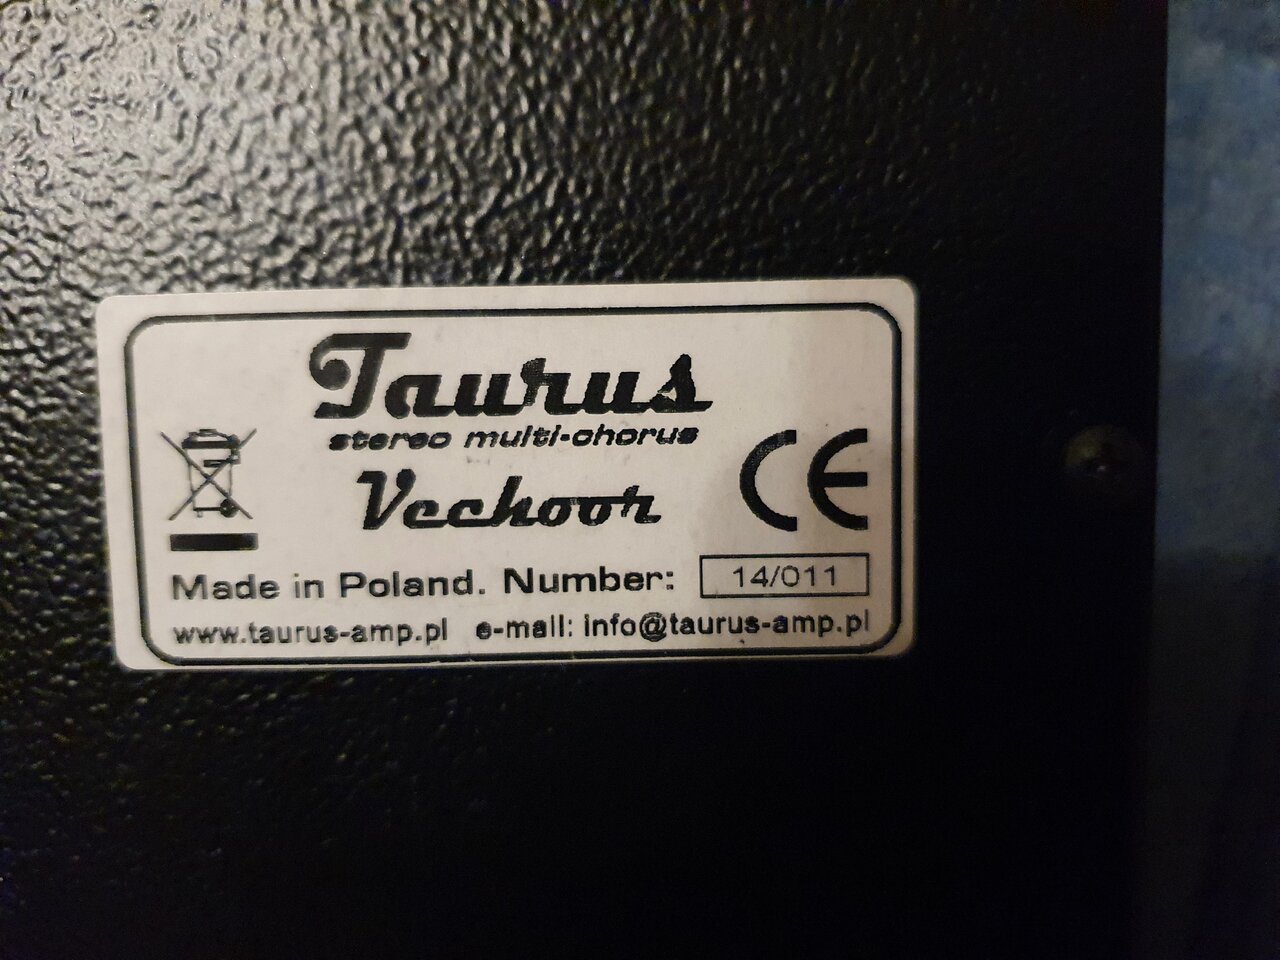 Taurus
stereo multi-chorus
Vechoor
CE
Made in Poland. Number: 14/011
www.taurus-amp.pl e-mail: info@taurus-amp.pl